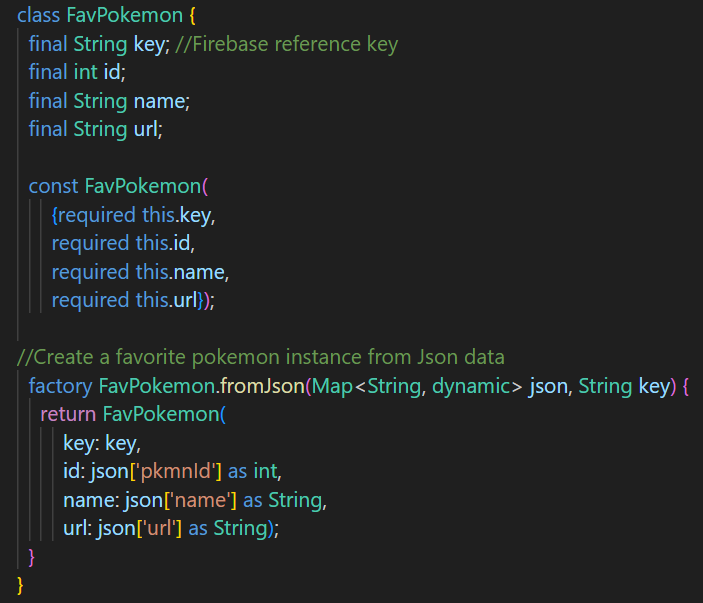 class FavPokemon {
final String key; //Firebase reference key
final int id;
final String name;
final String url;
const FavPokemon(
{required this.key,
required this.id,
required this.name,
required this.url});
//Create a favorite pokemon instance from Json data
factory FavPokemon.fromJson(Map<String, dynamic> json, String key) {
return FavPokemon(
key: key,
id: json['pkmnId'] as int,
name: json['name'] as String,
url: json['url'] as String);
}
}